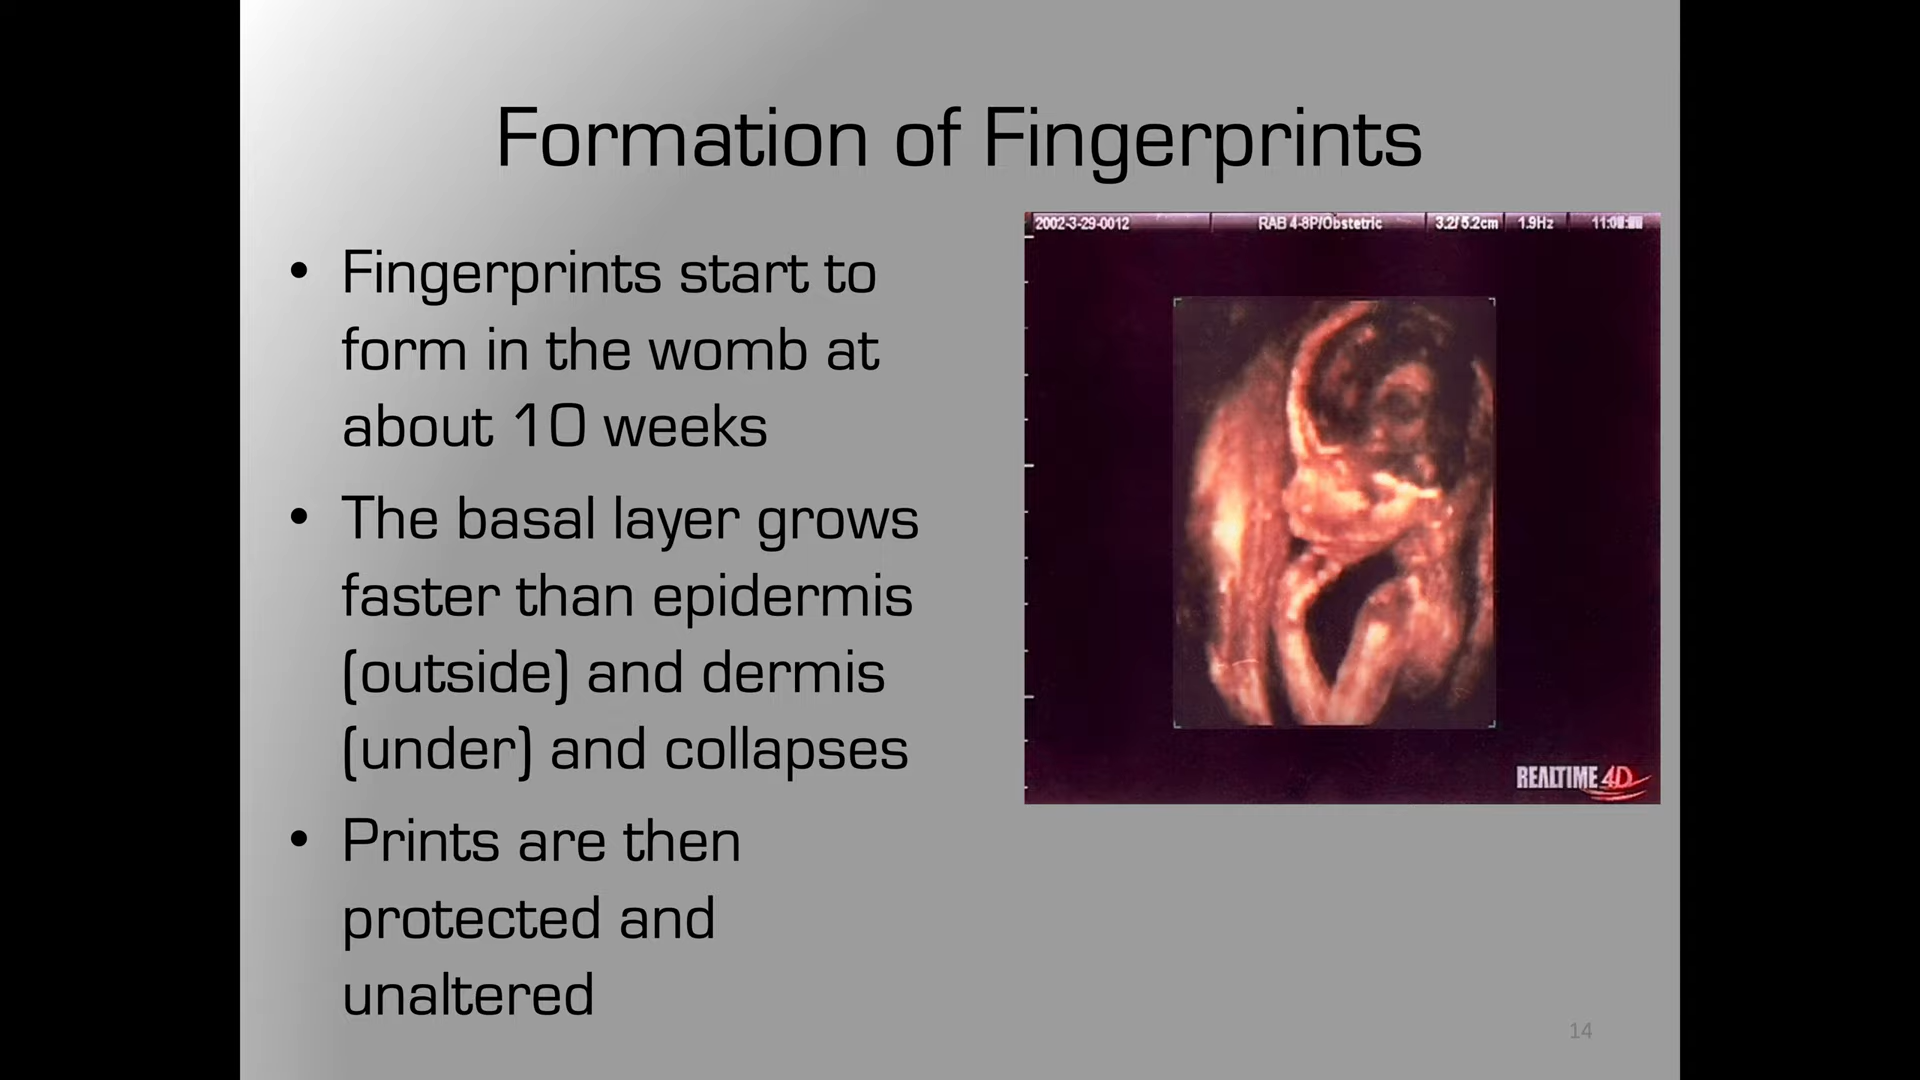 Formation of Fingerprints
• Fingerprints start to
form in the womb at
about 10 weeks
• The basal layer grows
faster than epidermis
(outside) and dermis
(under) and collapses
• Prints are then
protected and
unaltered
2002-3-29-0012 RAB 4-8P/Obstetric 3.2/5.2cm 1.9Hz
REALTIME 4D
14